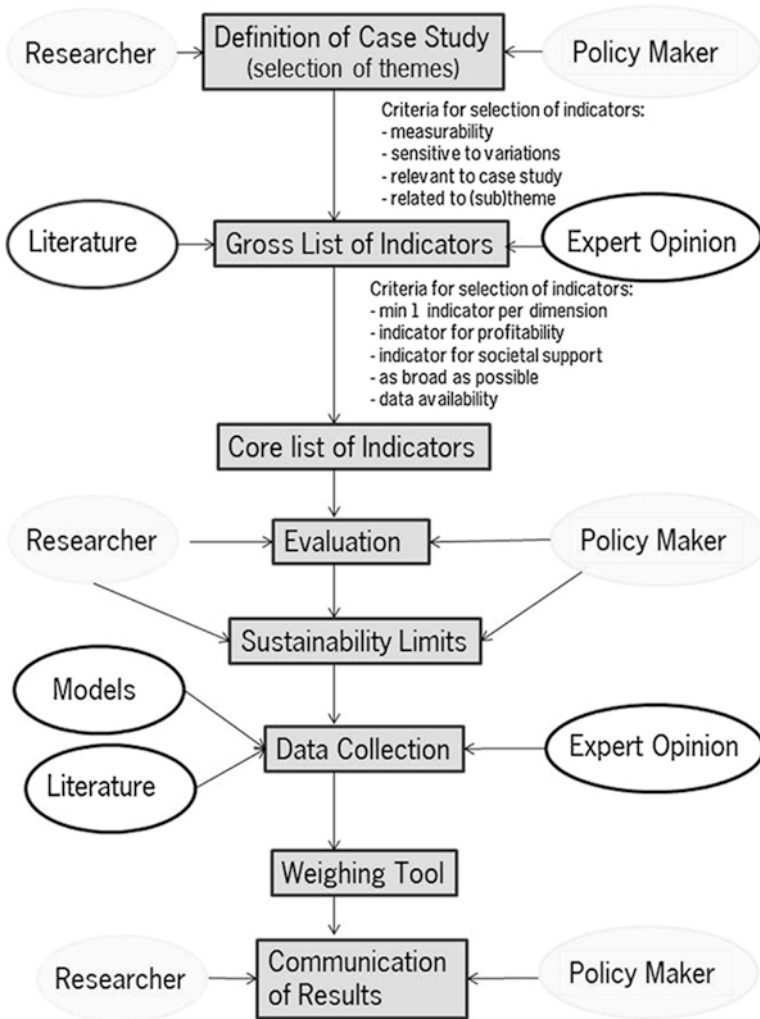 Researcher
Definition of Case Study
(selection of themes)
Policy Maker
Criteria for selection of indicators:
- measurability
- sensitive to variations
- relevant to case study
- related to (sub)theme
Literature
Gross List of Indicators
Expert Opinion
Criteria for selection of indicators:
- min 1 indicator per dimension
- indicator for profitability
- indicator for societal support
- as broad as possible
- data availability
Core list of Indicators
Researcher
Evaluation
Policy Maker
Sustainability Limits
Models
Data Collection
Expert Opinion
Literature
Weighing Tool
Researcher
Communication
of Results
Policy Maker